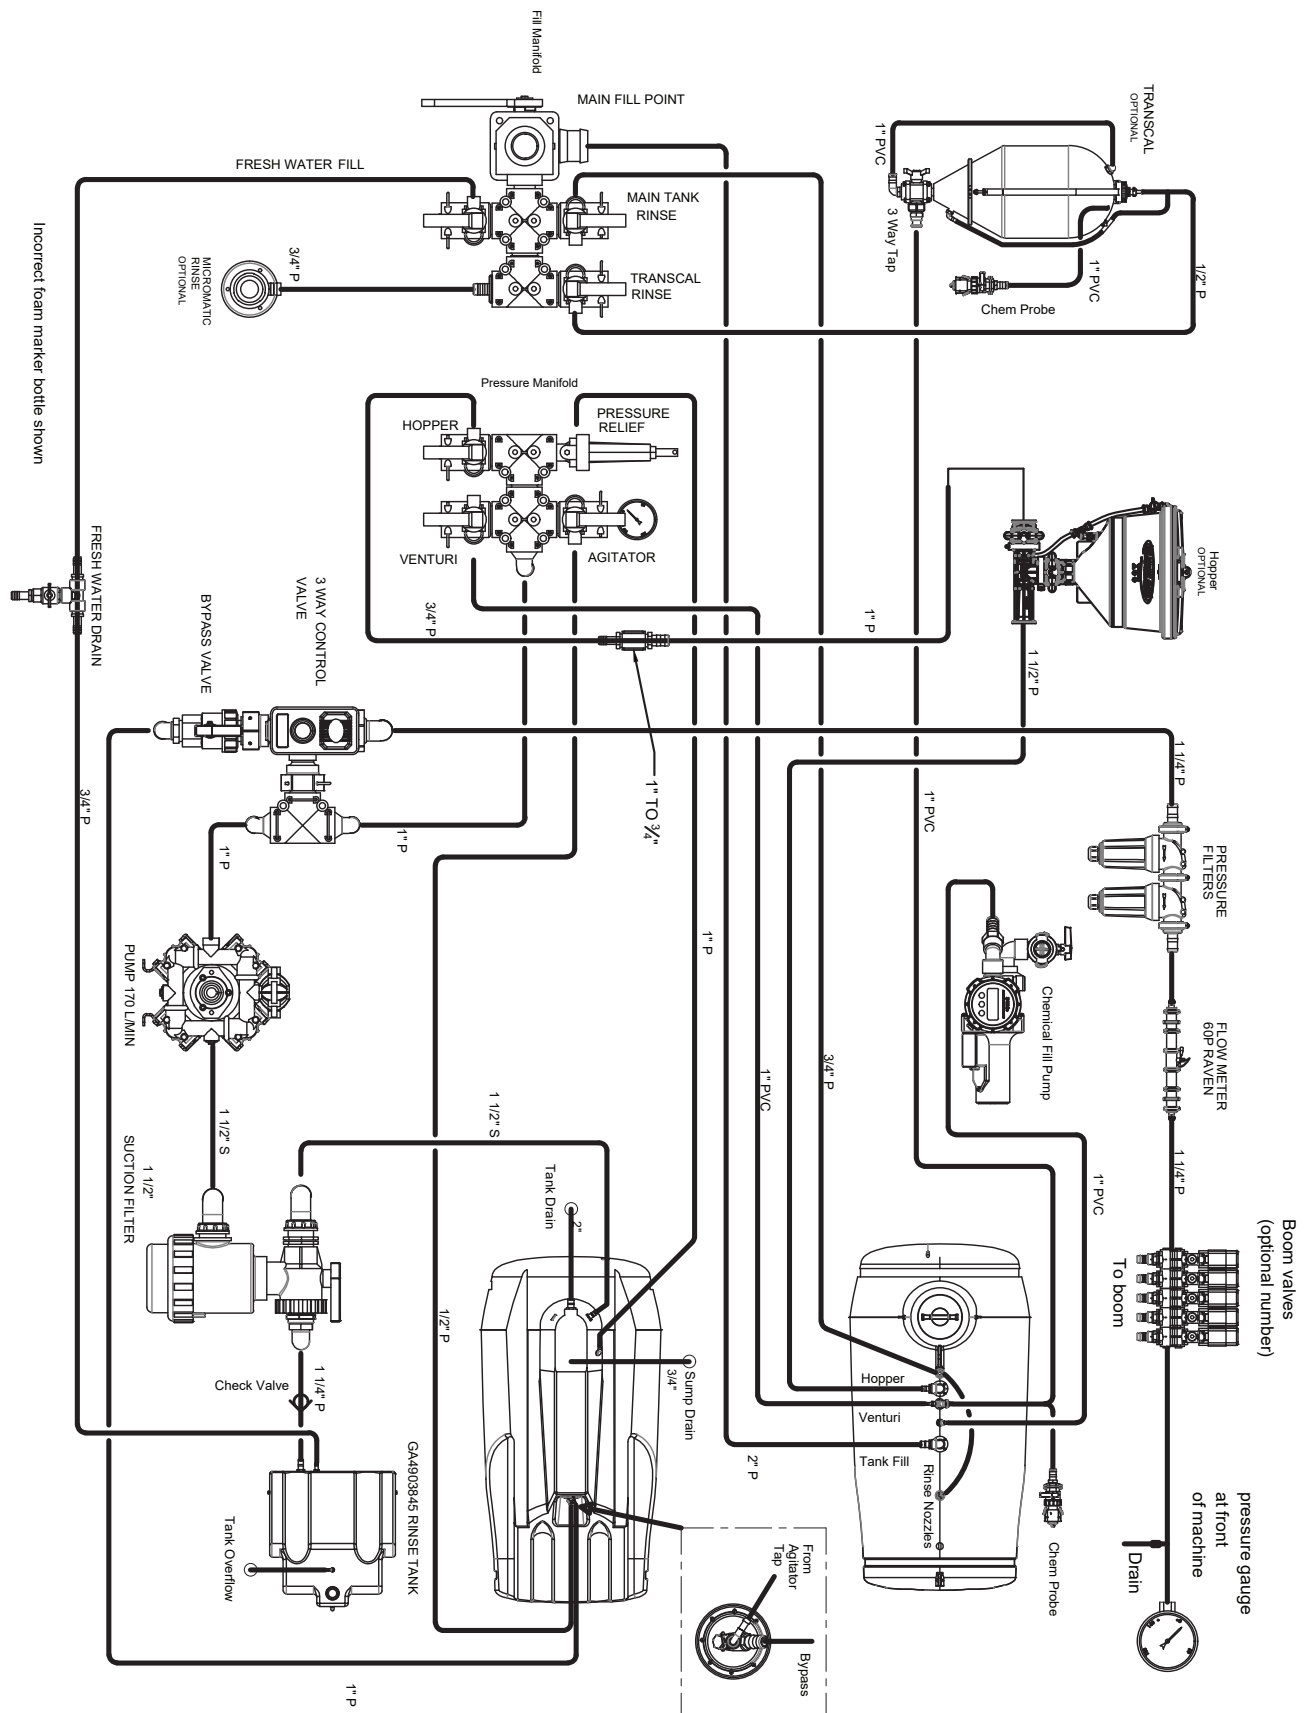 Fill Manifold
MAIN FILL POINT
FRESH WATER FILL
MAIN TANK
RINSE
TRANSCAL
RINSE
3/4" P
MICROMATIC
RINSE
OPTIONAL
TRANSCAL
OPTIONAL
1" PVC
3 Way Tap
1" PVC
1/2" P
Chem Probe
Incorrect foam marker bottle shown
Pressure Manifold
HOPPER
PRESSURE
RELIEF
VENTURI
AGITATOR
Hopper
OPTIONAL
FRESH WATER DRAIN
BYPASS VALVE
3 WAY CONTROL
VALVE
3/4" P
1" P
1 1/2" P
1" TO 3/4"
1 1/4" P
3/4" P
1" P
1" P
1" PVC
PRESSURE
FILTERS
PUMP 170 L/MIN
1" P
Chemical Fill Pump
FLOW METER
60P RAVEN
3/4" P
1" PVC
1 1/2" S
1 1/2" S
1 1/2"
SUCTION FILTER
1" PVC
1 1/4" P
Boom valves
(optional number)
To boom
Tank Drain
2"
1/2" P
3/4"
Sump Drain
Check Valve
1 1/4" P
Hopper
Venturi
Tank Fill
2" P
Rinse Nozzles
Chem Probe
GA4903845 RINSE TANK
Tank Overflow
From
Agitator
Tap
Bypass
pressure gauge
at front
of machine
Drain
1" P